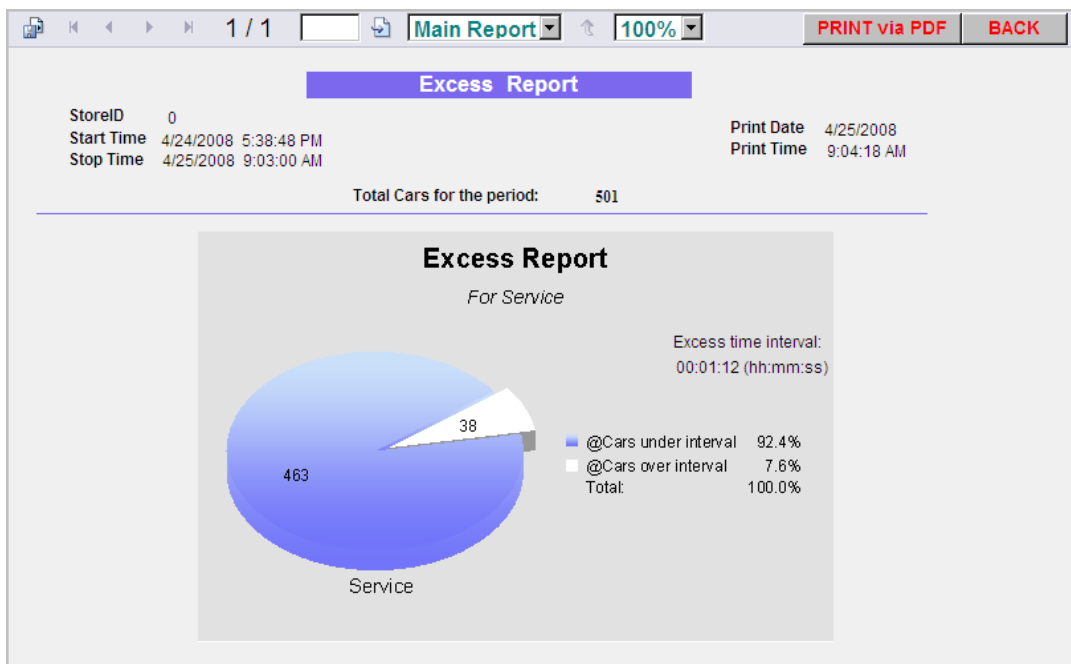 1 / 1 Main Report 100% PRINT via PDF BACK
Excess Report
StoreID 0
Start Time 4/24/2008 5:38:48 PM
Stop Time 4/25/2008 9:03:00 AM
Print Date 4/25/2008
Print Time 9:04:18 AM
Total Cars for the period: 501
Excess Report
For Service
Excess time interval:
00:01:12 (hh:mm:ss)
38
463
@Cars under interval 92.4%
@Cars over interval 7.6%
Total: 100.0%
Service